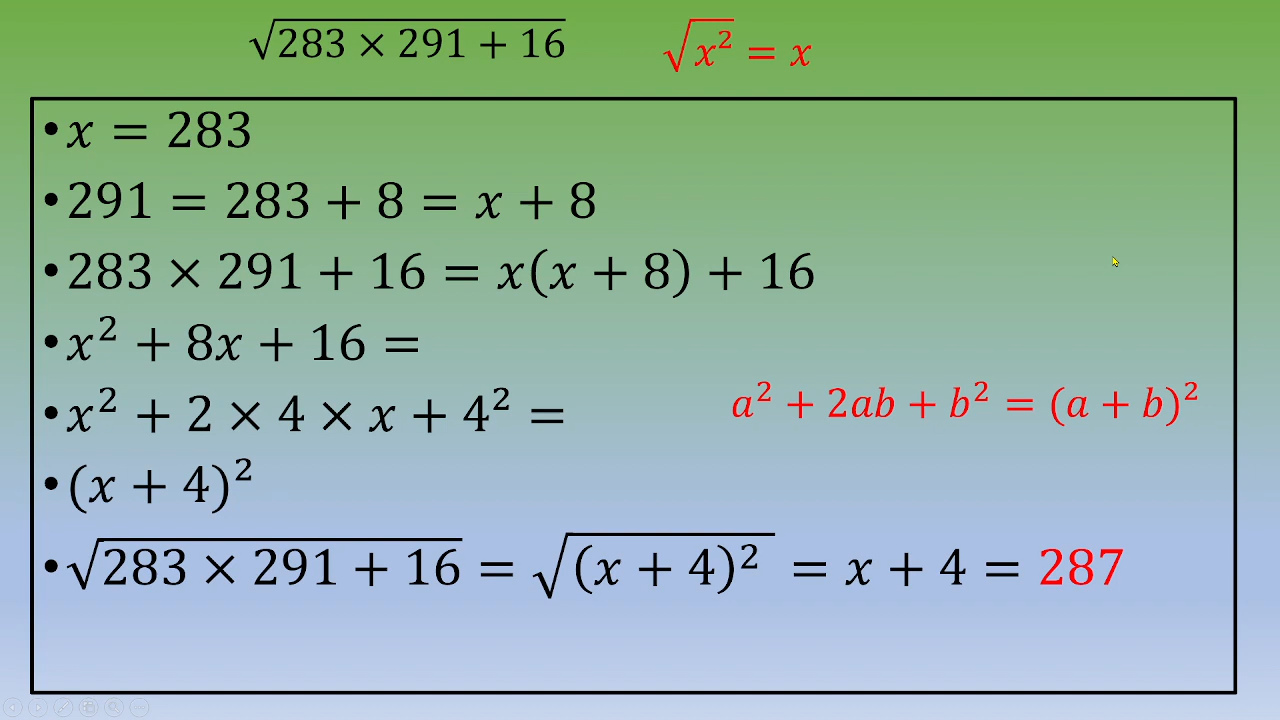 √283 × 291 + 16 √x² = x
• x = 283
• 291 = 283 + 8 = x + 8
• 283 × 291 + 16 = x(x + 8) + 16
• x² + 8x + 16 =
• x² + 2 × 4 × x + 4² =
a² + 2ab + b² = (a + b)²
• (x + 4)²
• √283 × 291 + 16 = √(x + 4)² = x + 4 = 287